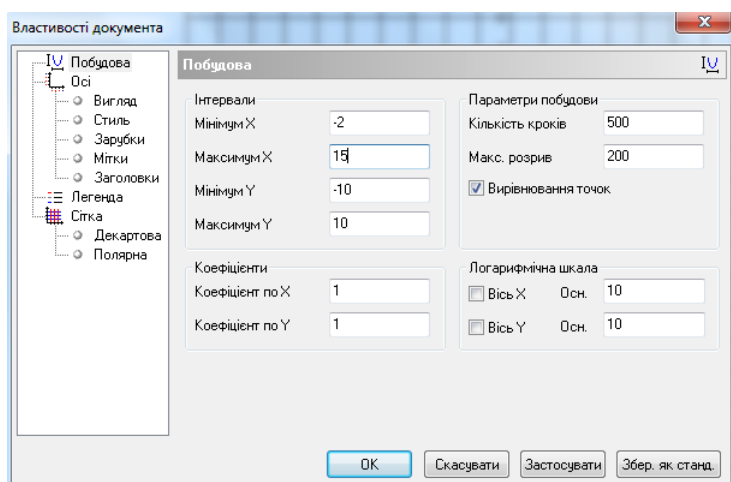 Властивості документа
x
Побудова
Осі
Вигляд
Стиль
Зарубки
Мітки
Заголовки
Легенда
Сітка
Декартова
Полярна
Побудова
Інтервали
Мінімум X -2
Максимум X 15
Мінімум Y -10
Максимум Y 10
Параметри побудови
Кількість кроків 500
Макс. розрив 200
Вирівнювання точок
Коефіцієнти
Коефіцієнт по X 1
Коефіцієнт по Y 1
Логарифмічна шкала
Вісь X Осн. 10
Вісь Y Осн. 10
OK Скасувати Застосувати Збер. як станд.